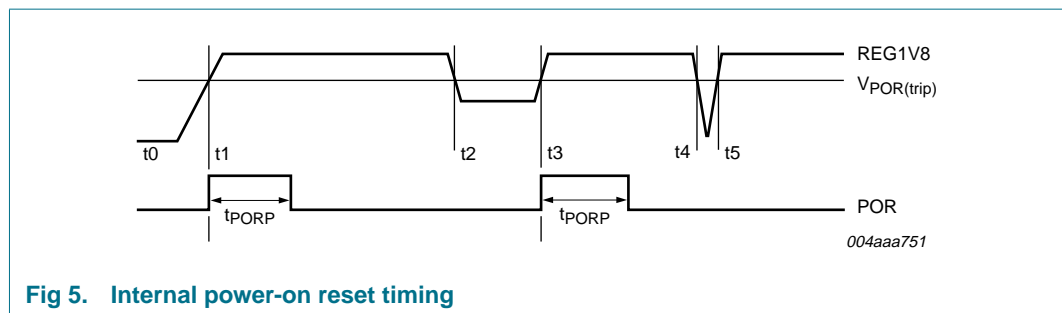 REG1V8
VPOR(trip)
t0 t1 t2 t3 t4 t5
tPORP tPORP POR
004aaa751
Fig 5. Internal power-on reset timing